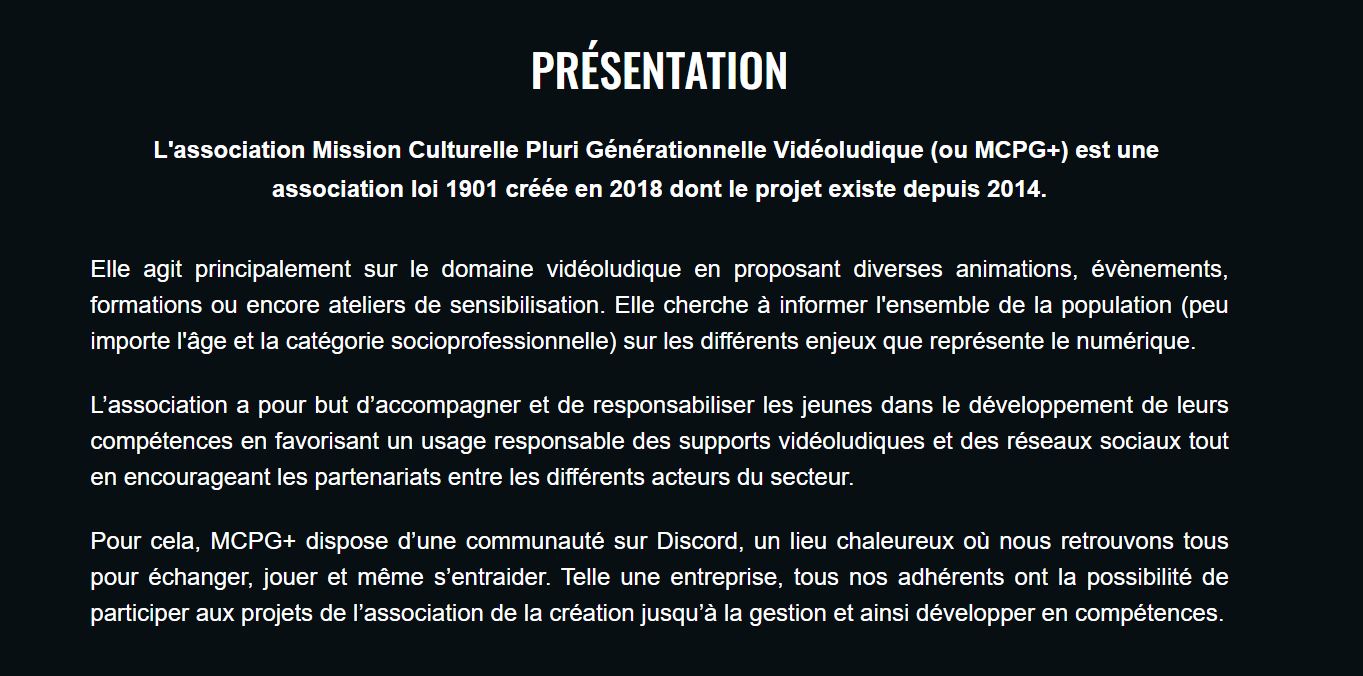 PRÉSENTATION
L'association Mission Culturelle Pluri Générationnelle Vidéoludique (ou MCPG+) est une
association loi 1901 créée en 2018 dont le projet existe depuis 2014.
Elle agit principalement sur le domaine vidéoludique en proposant diverses animations, évènements,
formations ou encore ateliers de sensibilisation. Elle cherche à informer l'ensemble de la population (peu
importe l'âge et la catégorie socioprofessionnelle) sur les différents enjeux que représente le numérique.
L’association a pour but d’accompagner et de responsabiliser les jeunes dans le développement de leurs
compétences en favorisant un usage responsable des supports vidéoludiques et des réseaux sociaux tout
en encourageant les partenariats entre les différents acteurs du secteur.
Pour cela, MCPG+ dispose d’une communauté sur Discord, un lieu chaleureux où nous retrouvons tous
pour échanger, jouer et même s’entraider. Telle une entreprise, tous nos adhérents ont la possibilité de
participer aux projets de l’association de la création jusqu’à la gestion et ainsi développer en compétences.